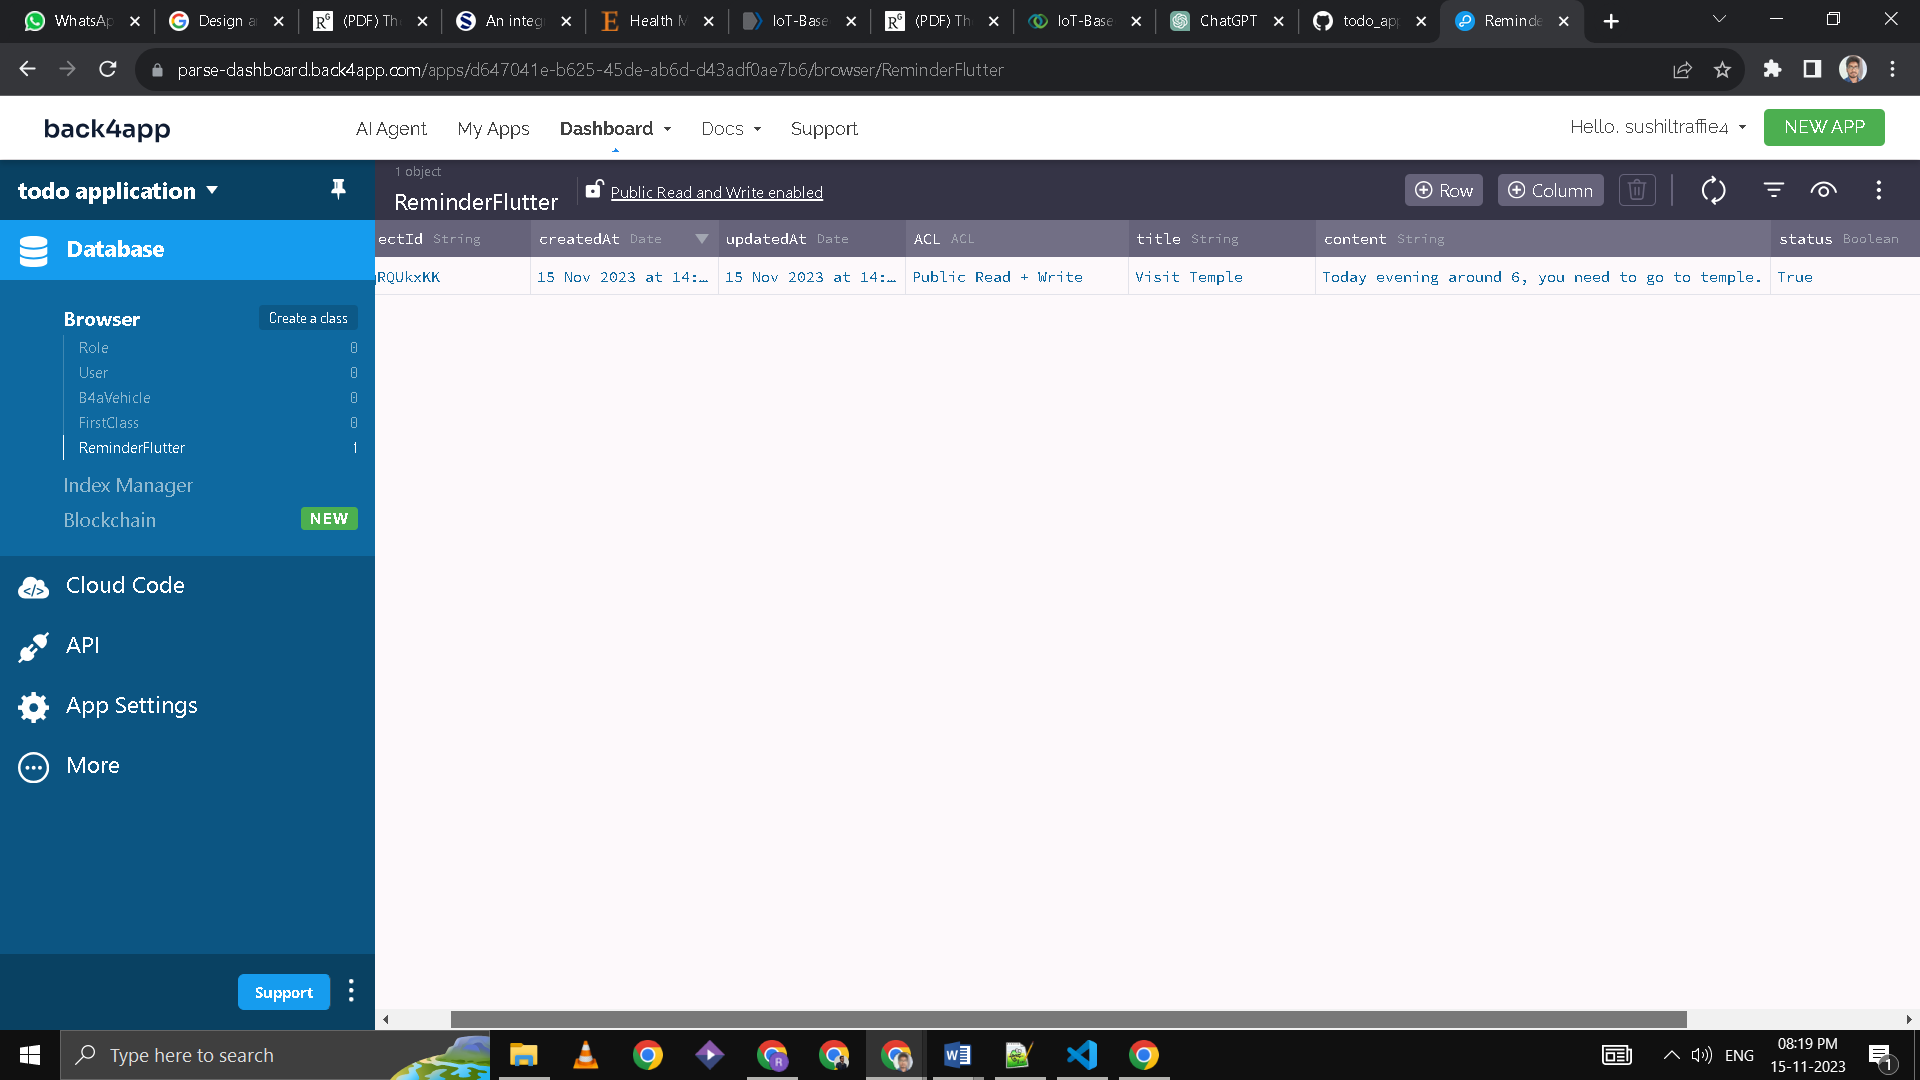 WhatsAp
Design a
(PDF) Th
An integ
Health M
IoT-Base
(PDF) Th
IoT-Base
ChatGPT
todo_ap
Reminde
parse-dashboard.back4app.com/apps/d647041e-b625-45de-ab6d-d43adf0ae7b6/browser/ReminderFlutter
back4app
AI Agent
My Apps
Dashboard
Docs
Support
Hello, sushiltraffie4
NEW APP
todo application
1 object
ReminderFlutter
Public Read and Write enabled
Row
Column
Database
ectId String
createdAt Date
updatedAt Date
ACL ACL
title String
content String
status Boolean
RQUkxKK
15 Nov 2023 at 14:…
15 Nov 2023 at 14:…
Public Read + Write
Visit Temple
Today evening around 6, you need to go to temple.
True
Browser
Create a class
Role 0
User 0
B4aVehicle 0
FirstClass 0
ReminderFlutter 1
Index Manager
Blockchain NEW
Cloud Code
API
App Settings
More
Support
Type here to search
ENG
08:19 PM
15-11-2023
1